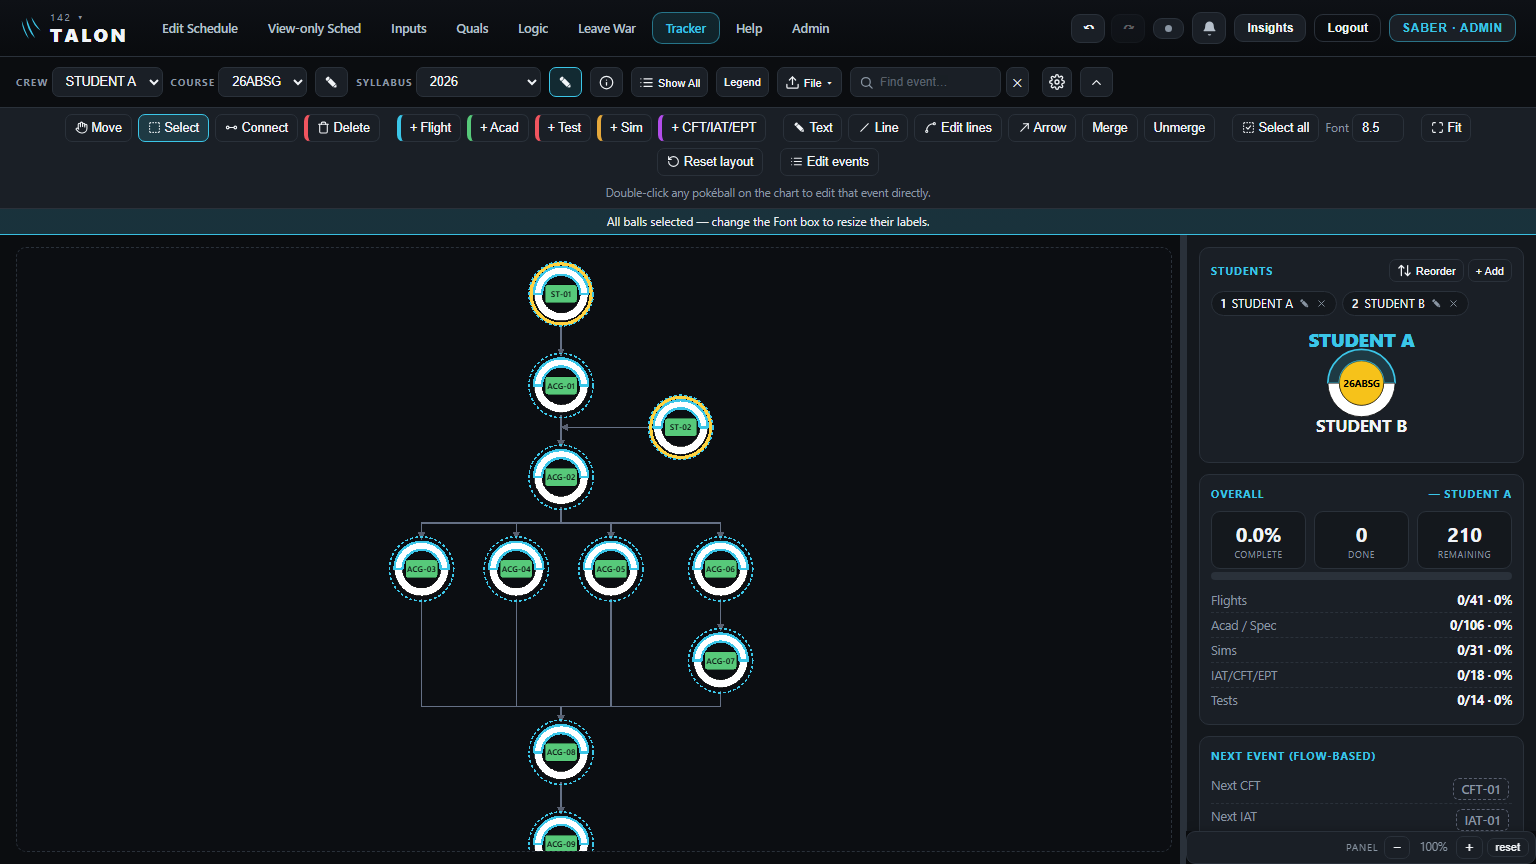 142
TALON
Edit Schedule
View-only Sched
Inputs
Quals
Logic
Leave War
Tracker
Help
Admin
Insights
Logout
SABER · ADMIN
CREW
STUDENT A
COURSE
26ABSG
SYLLABUS
2026
Show All
Legend
File
Find event...
Move
Select
Connect
Delete
+ Flight
+ Acad
+ Test
+ Sim
+ CFT/IAT/EPT
Text
Line
Edit lines
Arrow
Merge
Unmerge
Select all
Font
8.5
Fit
Reset layout
Edit events
Double-click any pokéball on the chart to edit that event directly.
All balls selected — change the Font box to resize their labels.
ST-01
ACG-01
ST-02
ACG-02
ACG-03
ACG-04
ACG-05
ACG-06
ACG-07
ACG-08
ACG-09
STUDENTS
Reorder
+ Add
1 STUDENT A
2 STUDENT B
STUDENT A
26ABSG
STUDENT B
OVERALL
— STUDENT A
0.0%
COMPLETE
0
DONE
210
REMAINING
Flights
0/41 · 0%
Acad / Spec
0/106 · 0%
Sims
0/31 · 0%
IAT/CFT/EPT
0/18 · 0%
Tests
0/14 · 0%
NEXT EVENT (FLOW-BASED)
Next CFT
CFT-01
Next IAT
IAT-01
PANEL
−
100%
+
reset